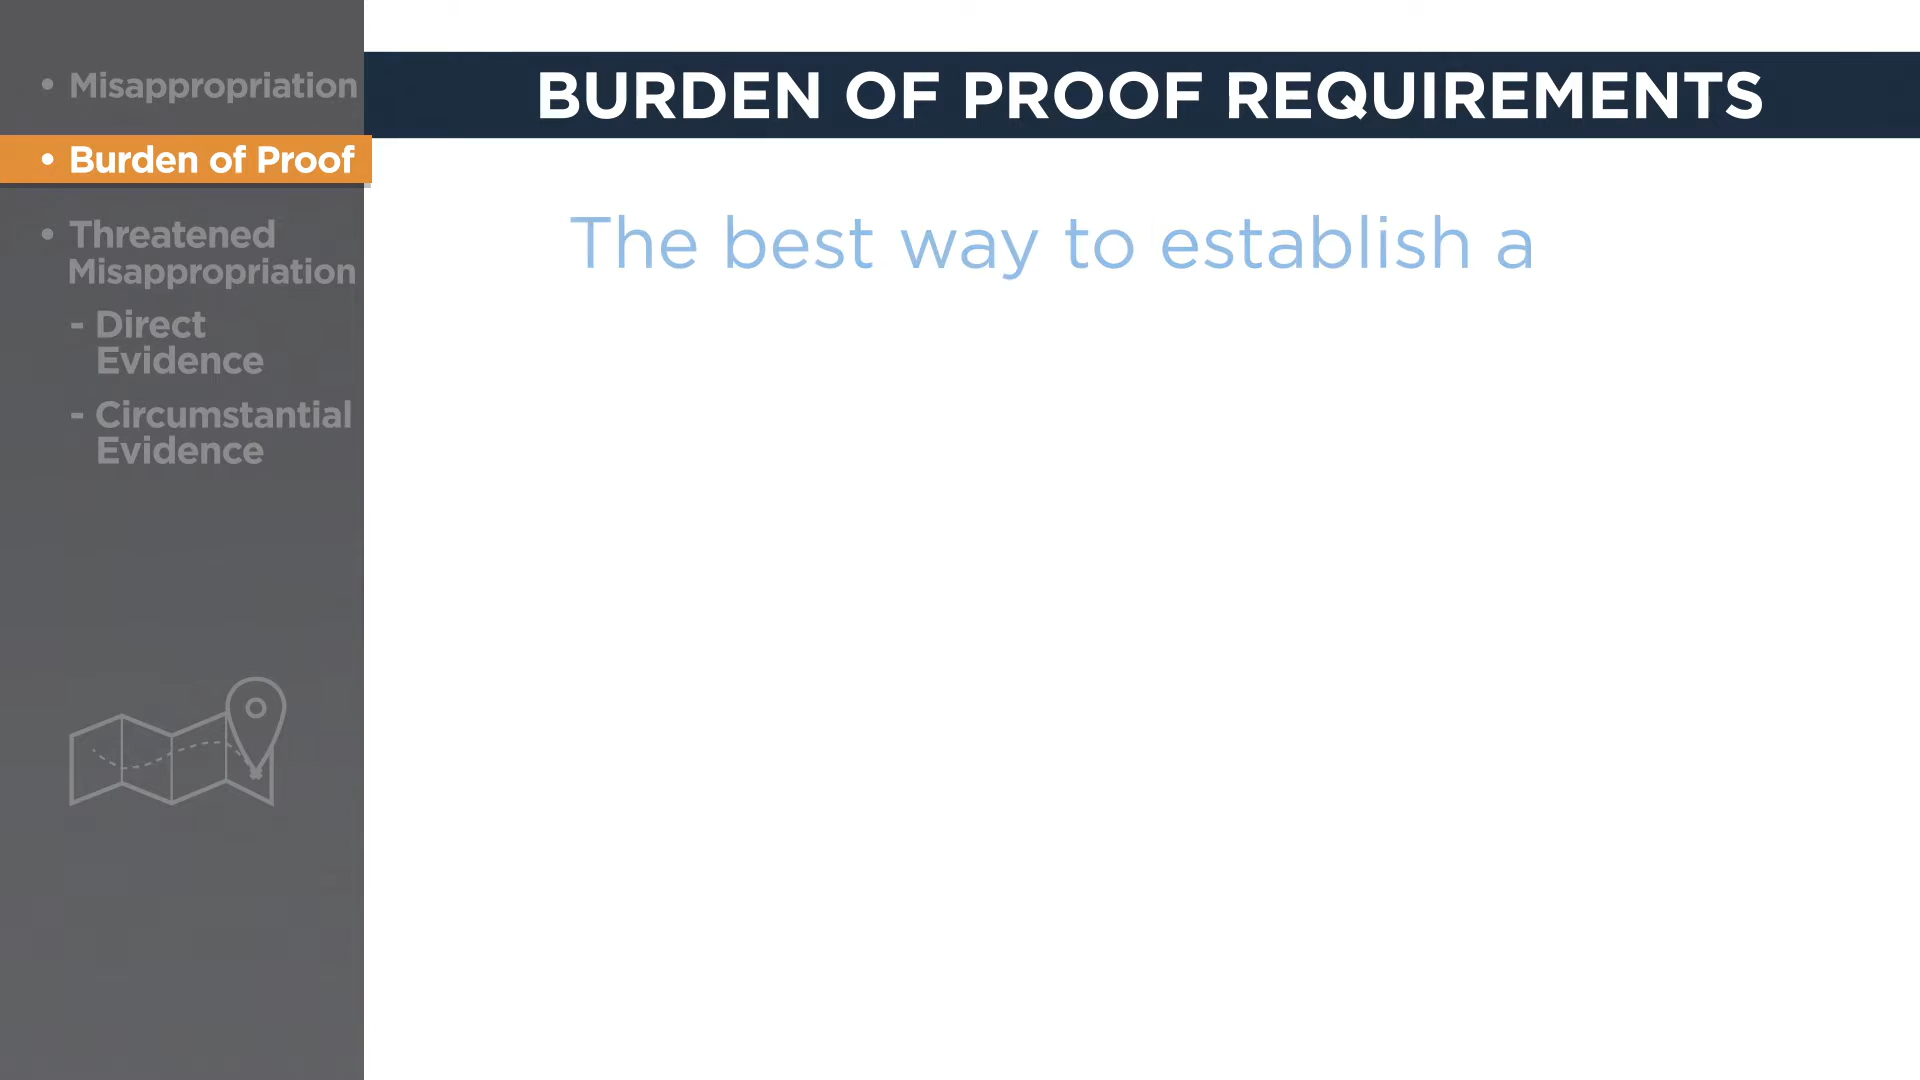 • Misappropriation
• Burden of Proof
• Threatened
Misappropriation
- Direct
Evidence
- Circumstantial
Evidence
BURDEN OF PROOF REQUIREMENTS
The best way to establish a